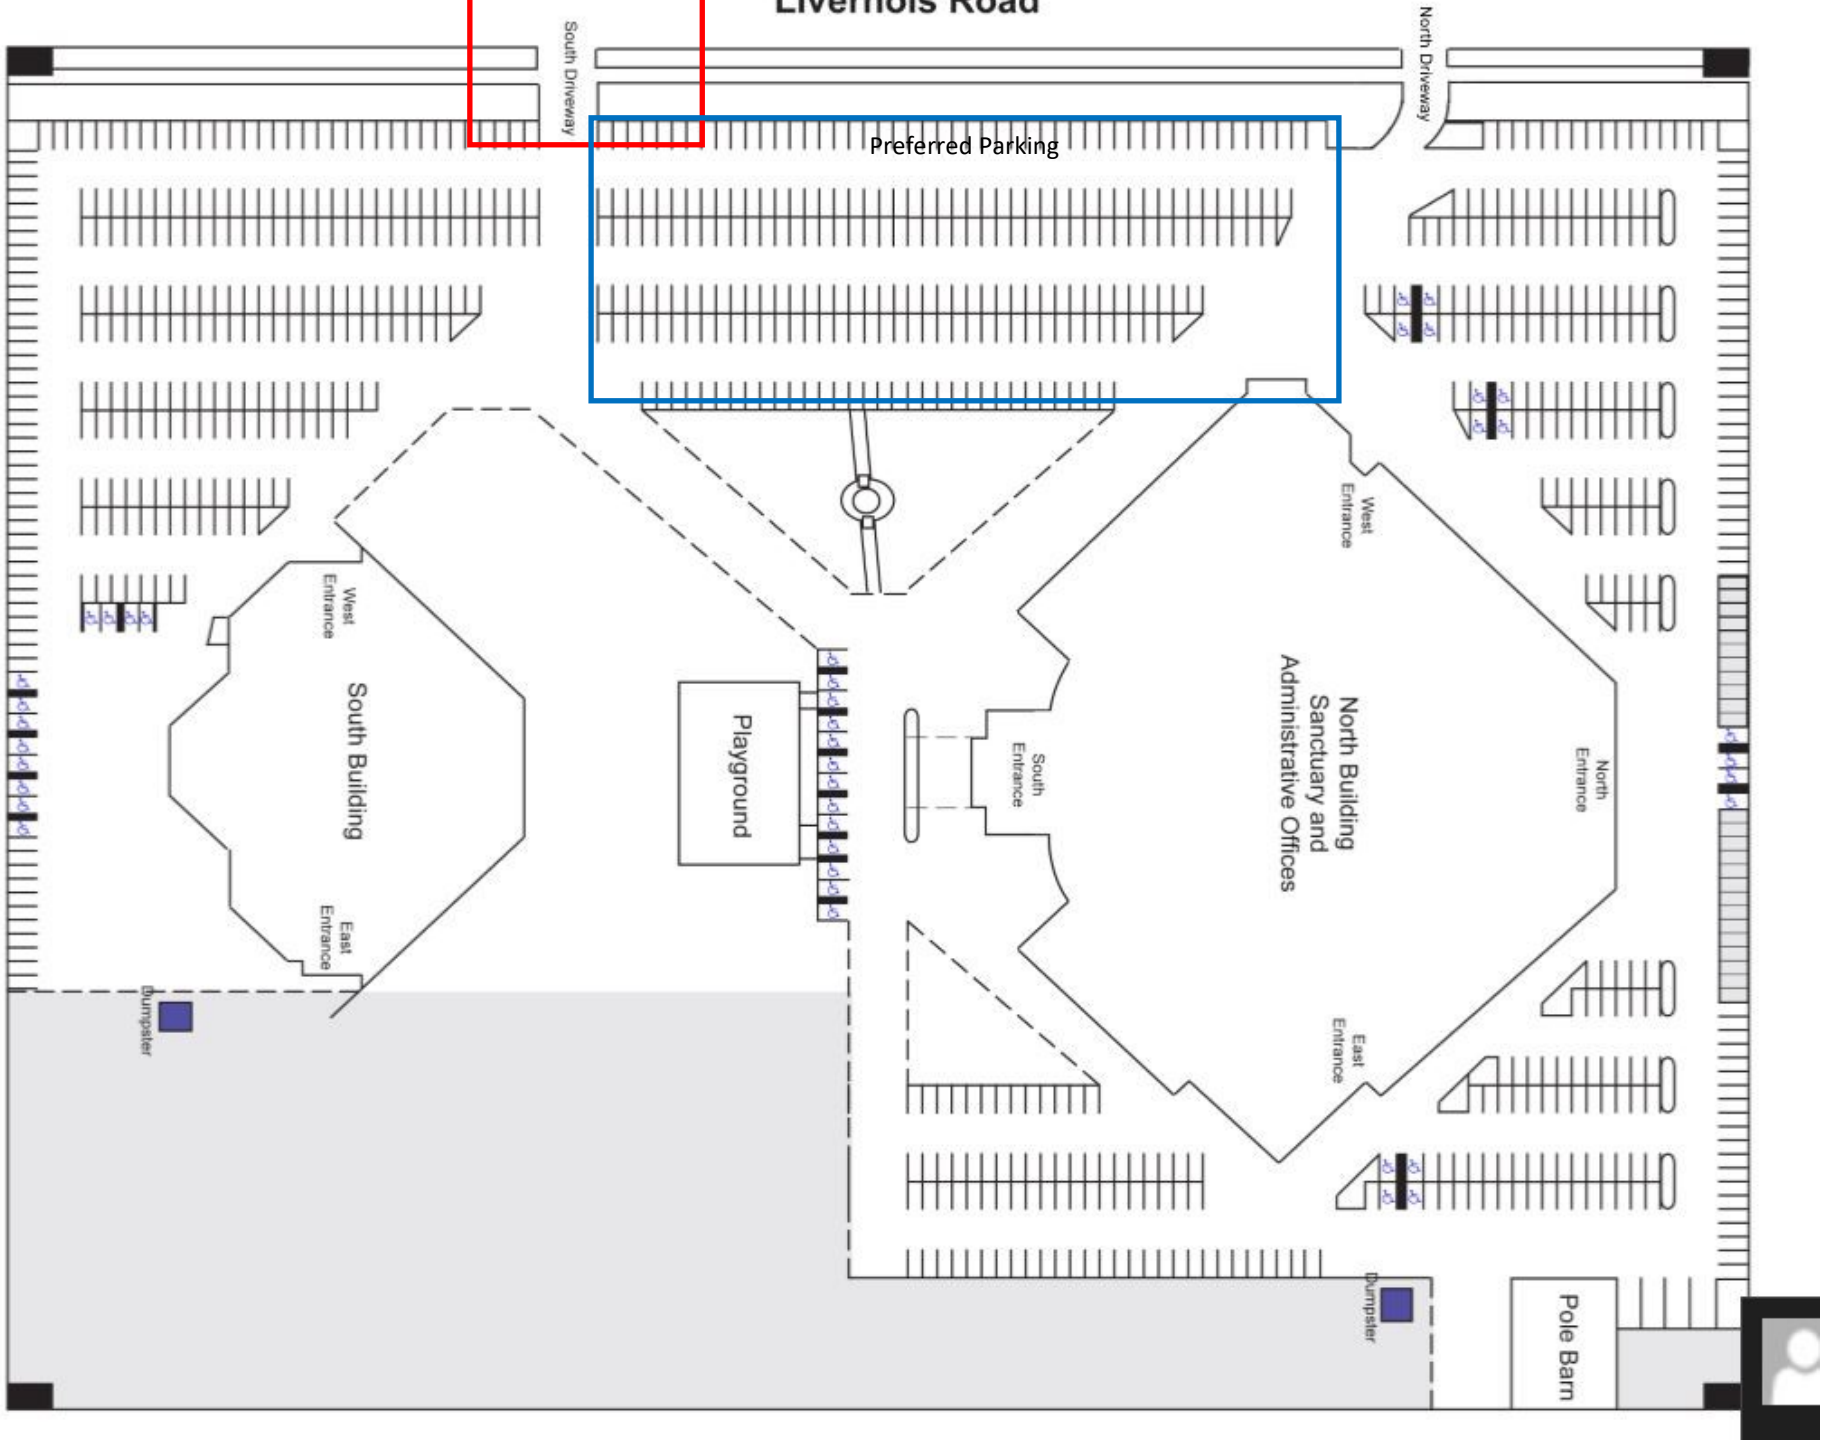 Livernois Road
South Driveway
North Driveway
Preferred Parking
West
Entrance
West
Entrance
South Building
Playground
South
Entrance
North Building
Sanctuary and
Administrative Offices
North
Entrance
East
Entrance
East
Entrance
Dumpster
Dumpster
Pole Barn